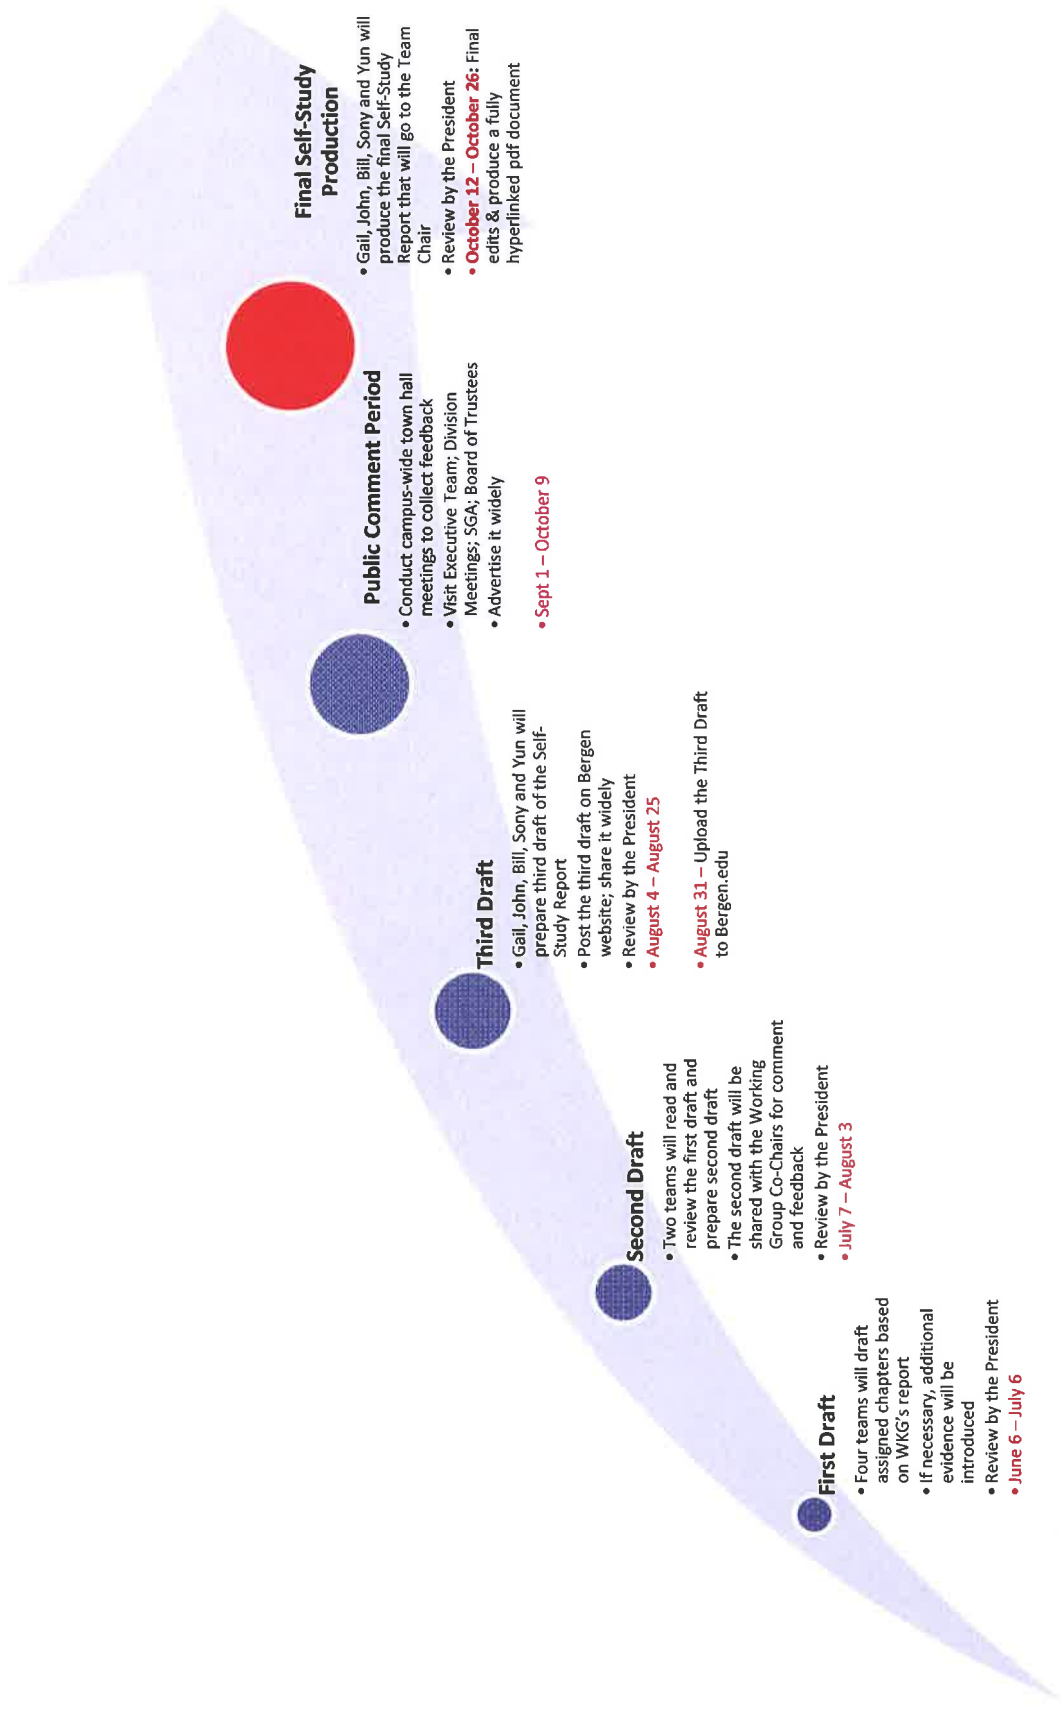 First Draft
• Four teams will draft
assigned chapters based
on WKG's report
• If necessary, additional
evidence will be
introduced
• Review by the President
• June 6 – July 6
Second Draft
• Two teams will read and
review the first draft and
prepare second draft
• The second draft will be
shared with the Working
Group Co-Chairs for comment
and feedback
• Review by the President
• July 7 – August 3
Third Draft
• Gail, John, Bill, Sony and Yun will
prepare third draft of the Self-
Study Report
• Post the third draft on Bergen
website; share it widely
• Review by the President
• August 4 – August 25
• August 31 – Upload the Third Draft
to Bergen.edu
Public Comment Period
• Conduct campus-wide town hall
meetings to collect feedback
• Visit Executive Team; Division
Meetings; SGA; Board of Trustees
• Advertise it widely
• Sept 1 – October 9
Final Self-Study
Production
• Gail, John, Bill, Sony and Yun will
produce the final Self-Study
Report that will go to the Team
Chair
• Review by the President
• October 12 – October 26: Final
edits & produce a fully
hyperlinked pdf document